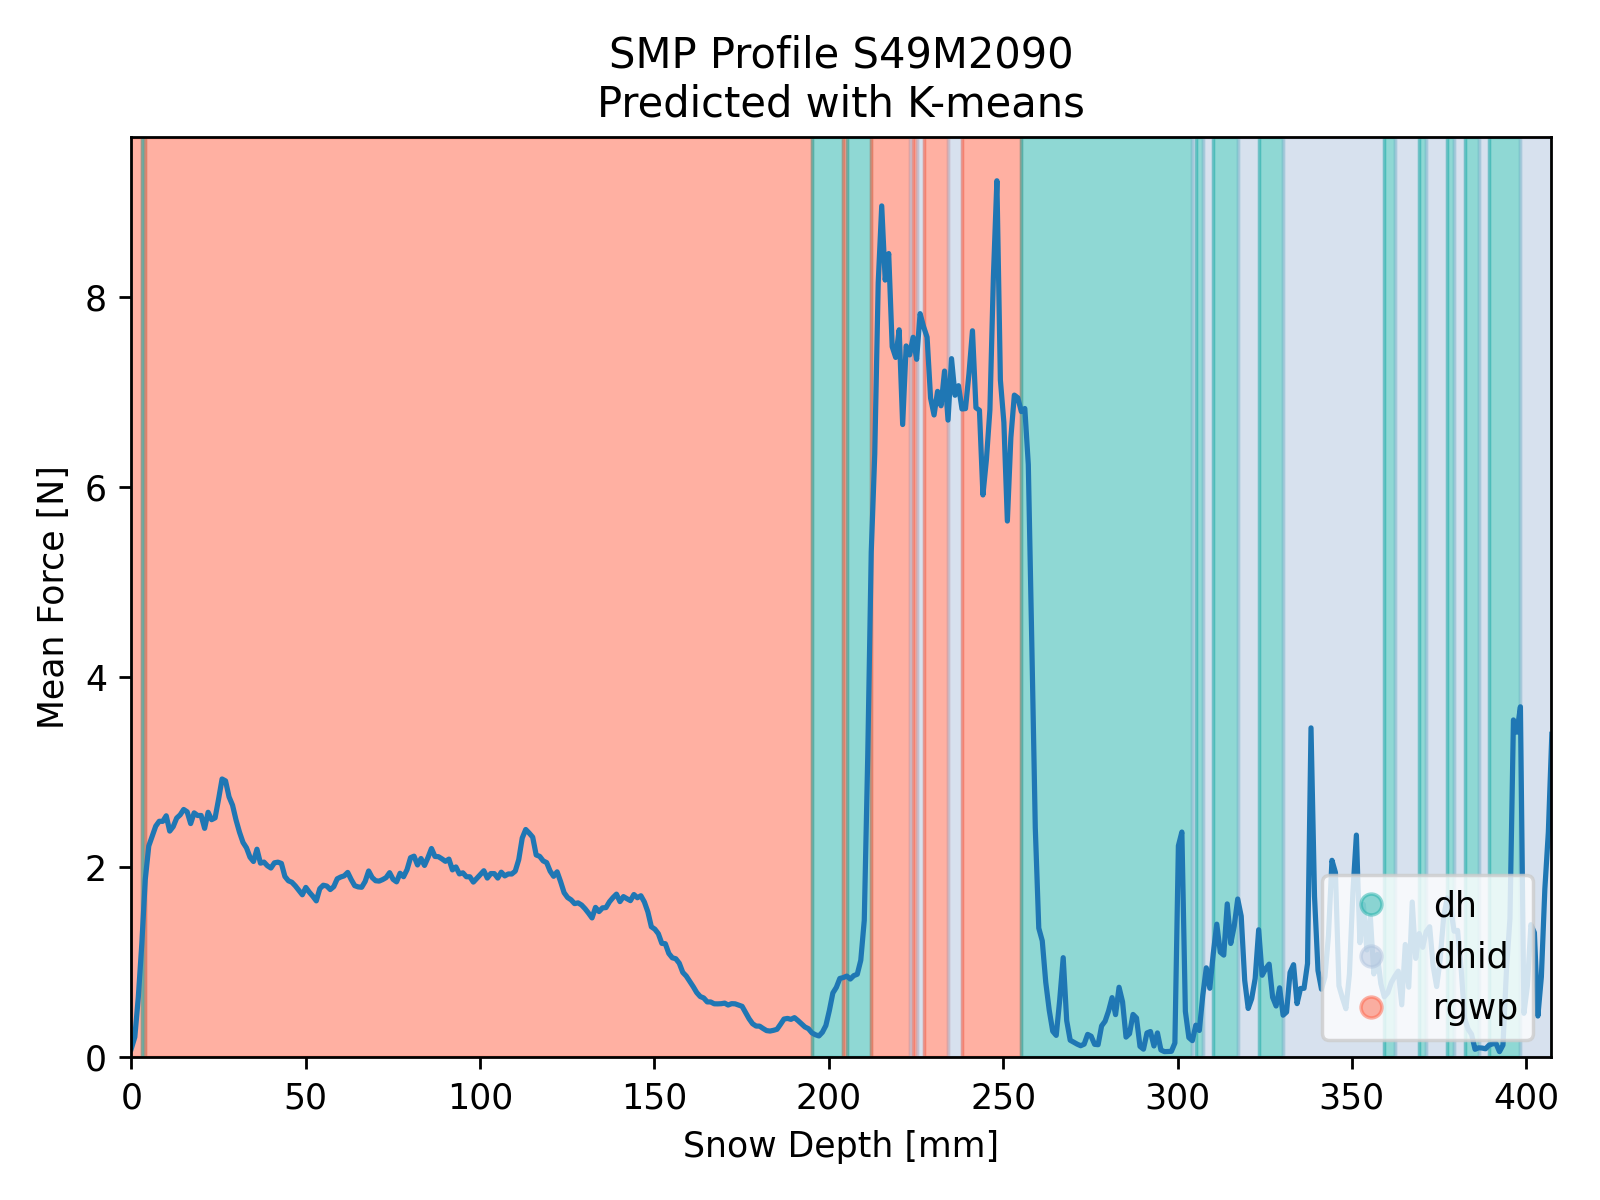 SMP Profile S49M2090
Predicted with K-means
Mean Force [N]
8
6
4
2
0
0 50 100 150 200 250 300 350 400
Snow Depth [mm]
dh
dhid
rgwp